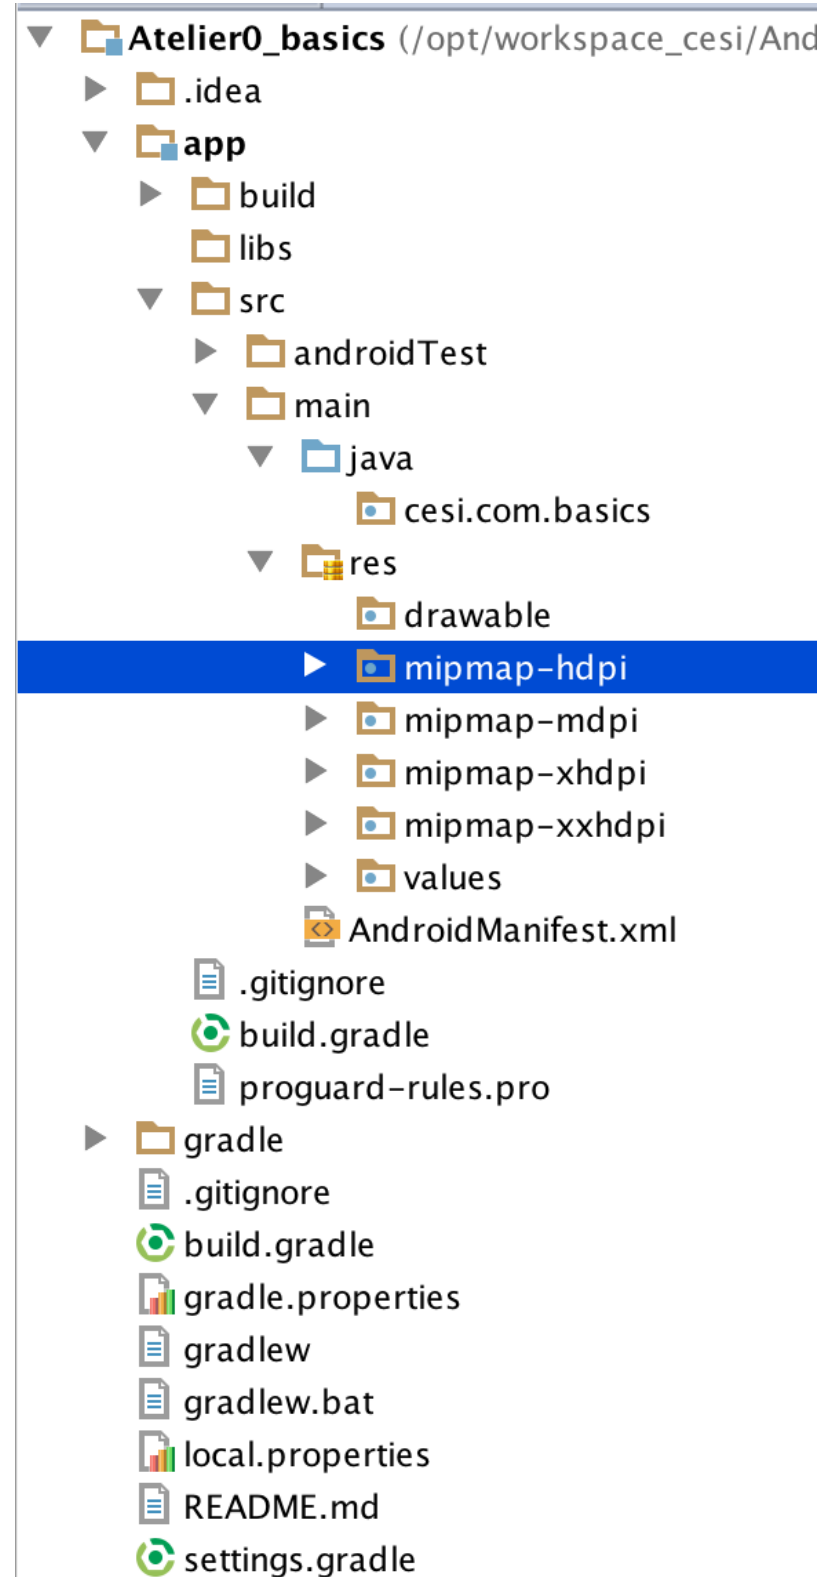 Atelier0_basics (/opt/workspace_cesi/And
.idea
app
build
libs
src
androidTest
main
java
cesi.com.basics
res
drawable
mipmap-hdpi
mipmap-mdpi
mipmap-xhdpi
mipmap-xxhdpi
values
AndroidManifest.xml
.gitignore
build.gradle
proguard-rules.pro
gradle
.gitignore
build.gradle
gradle.properties
gradlew
gradlew.bat
local.properties
README.md
settings.gradle